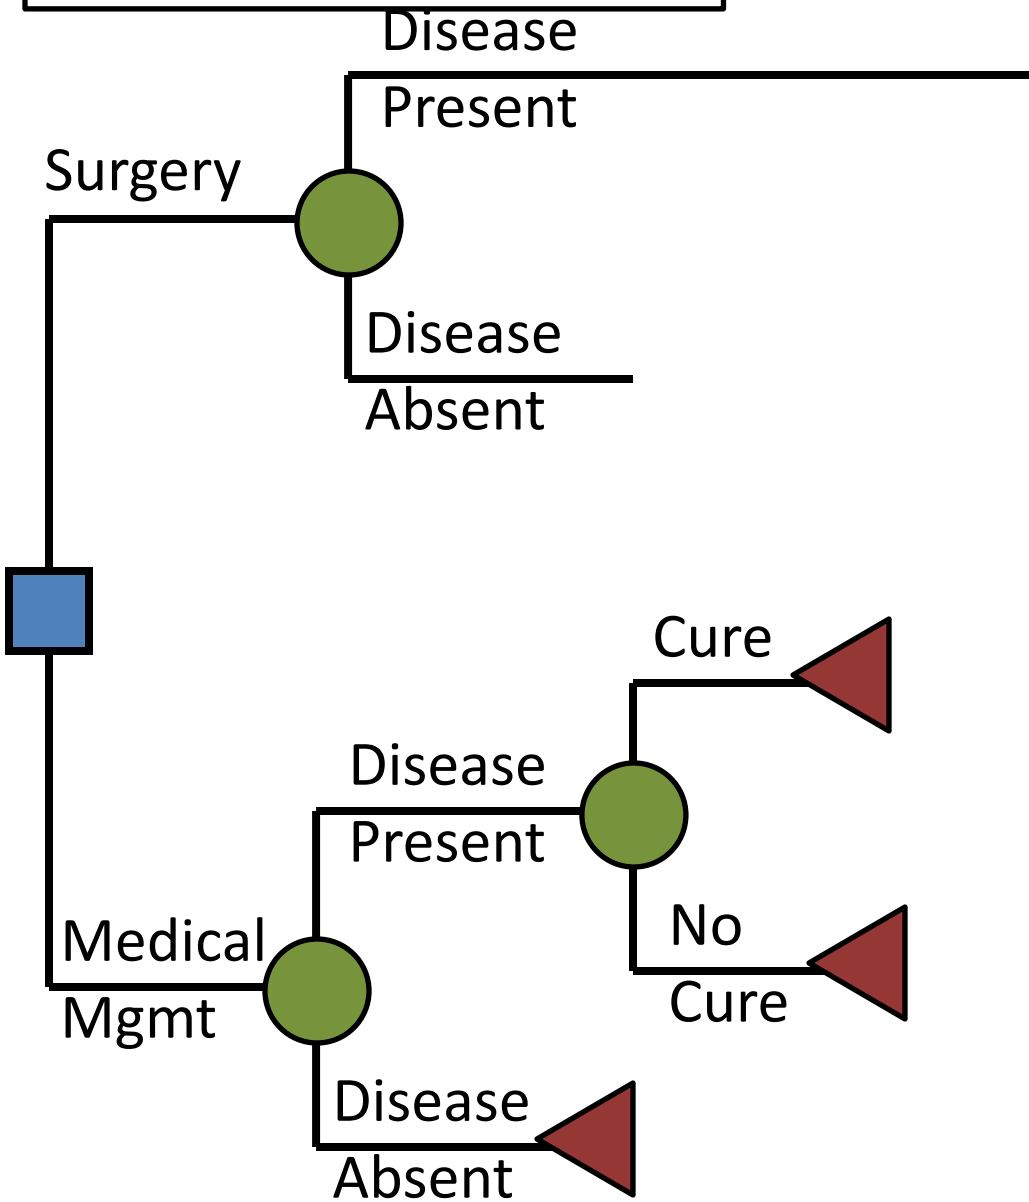 Disease
Present
Surgery
Disease
Absent
Cure
Disease
Present
No
Cure
Medical
Mgmt
Disease
Absent